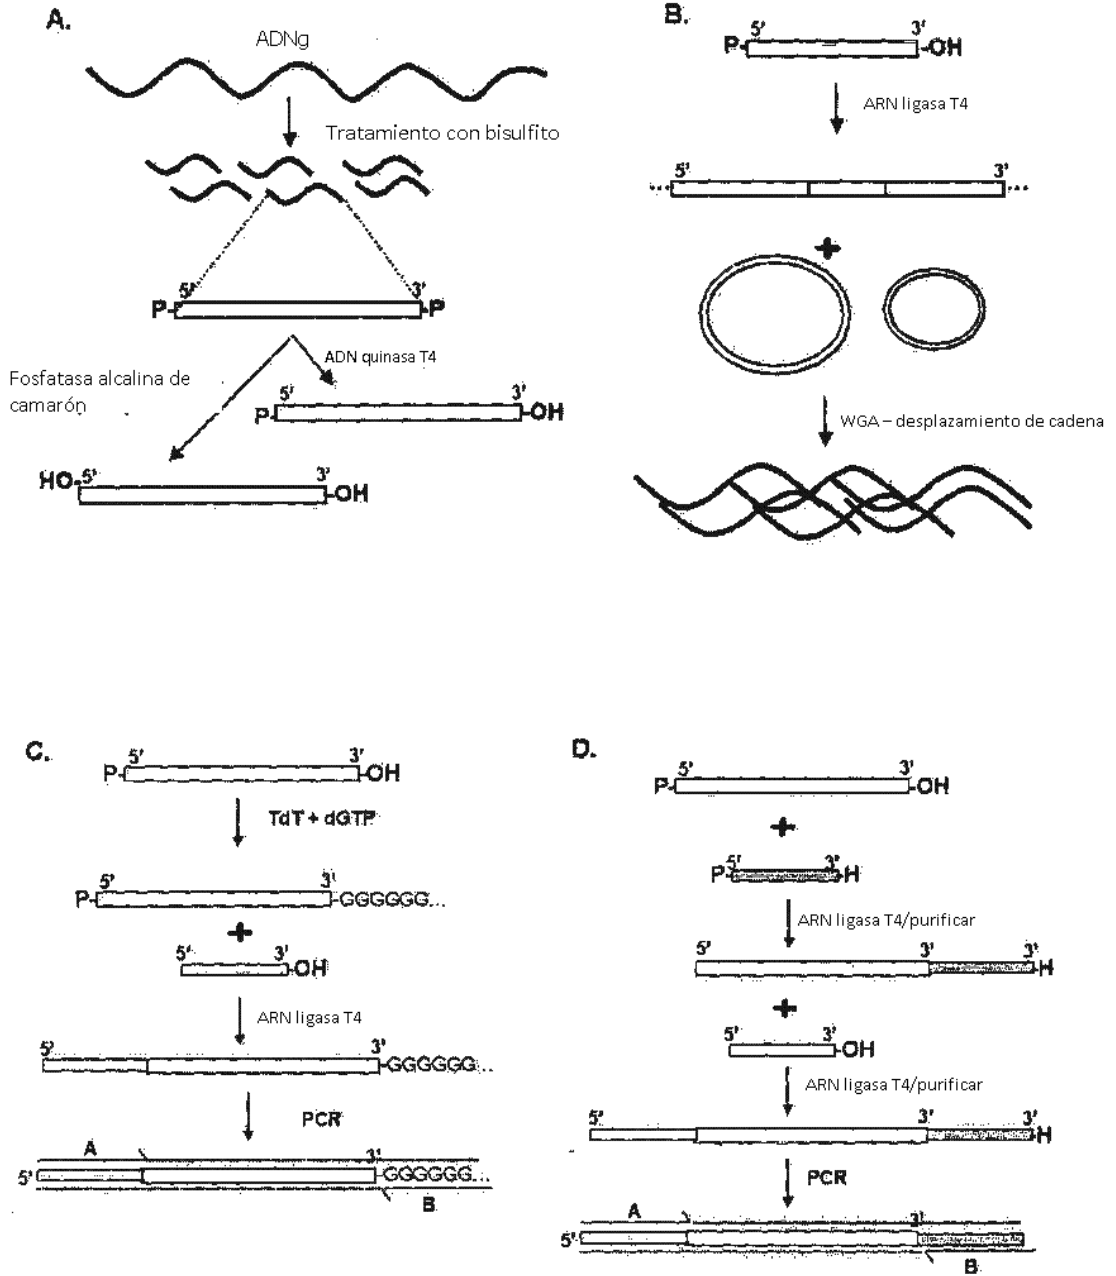 A.
ADNg
Tratamiento con bisulfito
5' 3'
P P
ADN quinasa T4
Fosfatasa alcalina de
camarón
5' 3'
P OH
HO 5' 3' OH
B.
5' 3'
P OH
ARN ligasa T4
5' 3'
... ...
+
WGA – desplazamiento de cadena
C.
5' 3'
P OH
TdT + dGTP
5' 3'
P GGGGGG...
+
5' 3'
OH
ARN ligasa T4
5' 3'
GGGGGG...
PCR
A
3'
5' GGGGGG...
B
D.
5' 3'
P OH
+
5' 3'
P H
ARN ligasa T4/purificar
5' 3' 3'
H
+
5' 3'
OH
ARN ligasa T4/purificar
5' 3' 3'
H
PCR
A
3'
5'
B